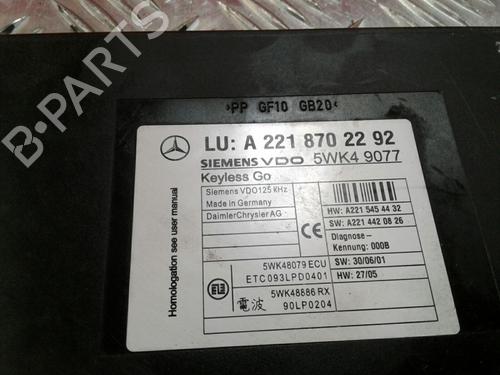 >PP GF10 GB20<
LU: A 221 870 22 92
SIEMENS VDO 5WK4 9077
Keyless Go
Siemens VDO125 kHz
Made in Germany
DaimlerChrysler AG
HW: A221 545 44 32
SW: A221 442 08 26
Diagnose -
Kennung: 000B
SW: 30/06/01
HW: 27/05
5WK48079 ECU
ETC093LPD0401
5WK48886 RX
電波 90LP0204
Homologation see user manual
B-PARTS